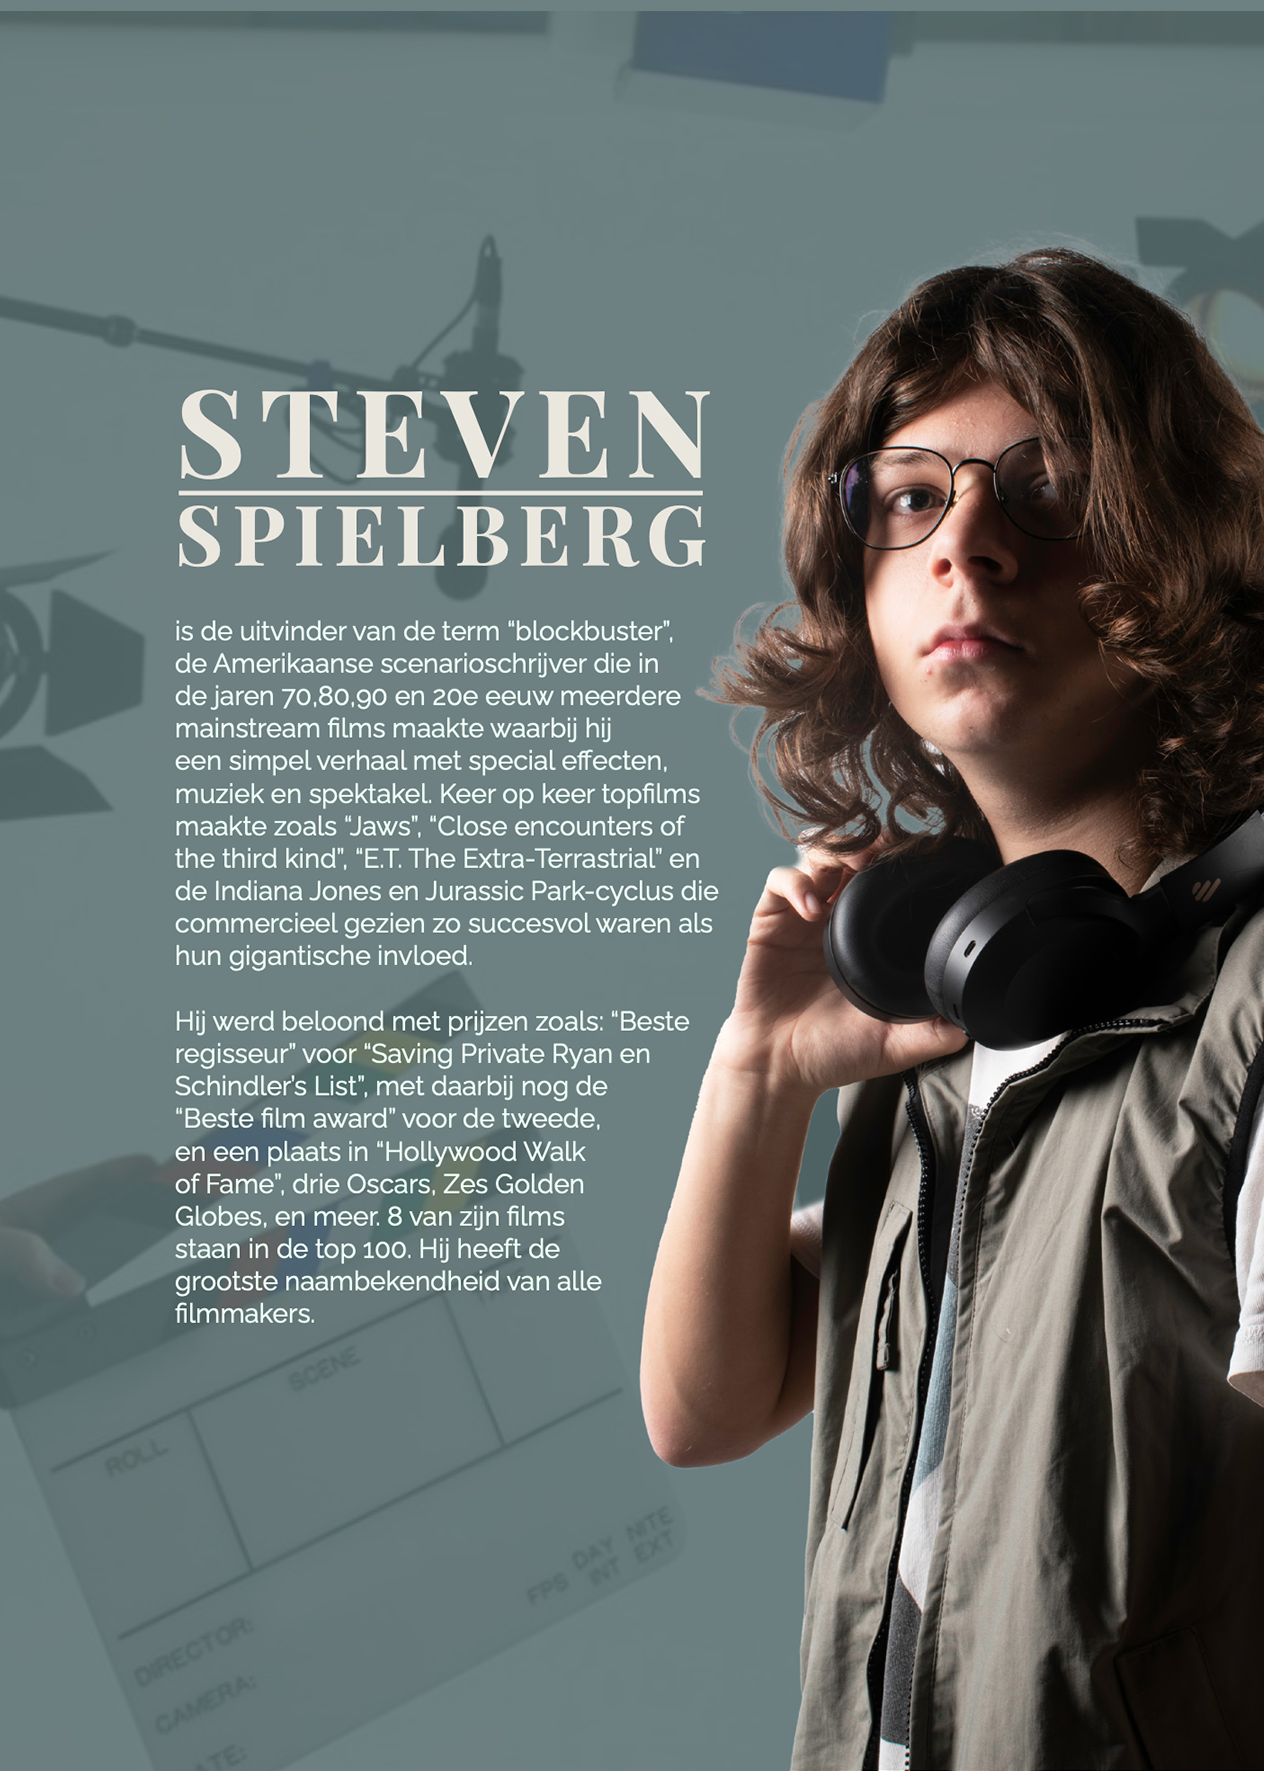 STEVEN
SPIELBERG
is de uitvinder van de term “blockbuster”,
de Amerikaanse scenarioschrijver die in
de jaren 70,80,90 en 20e eeuw meerdere
mainstream films maakte waarbij hij
een simpel verhaal met special effecten,
muziek en spektakel. Keer op keer topfilms
maakte zoals “Jaws”, “Close encounters of
the third kind”, “E.T. The Extra-Terrastrial” en
de Indiana Jones en Jurassic Park-cyclus die
commercieel gezien zo succesvol waren als
hun gigantische invloed.
Hij werd beloond met prijzen zoals: “Beste
regisseur” voor “Saving Private Ryan en
Schindler’s List”, met daarbij nog de
“Beste film award” voor de tweede,
en een plaats in “Hollywood Walk
of Fame”, drie Oscars, Zes Golden
Globes, en meer. 8 van zijn films
staan in de top 100. Hij heeft de
grootste naambekendheid van alle
filmmakers.
ROLL
SCENE
FPS
DAY NITE
INT EXT
DIRECTOR:
CAMERA: